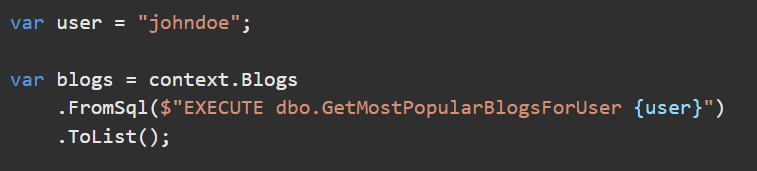 var user = "johndoe";
var blogs = context.Blogs
.FromSql($"EXECUTE dbo.GetMostPopularBlogsForUser {user}")
.ToList();